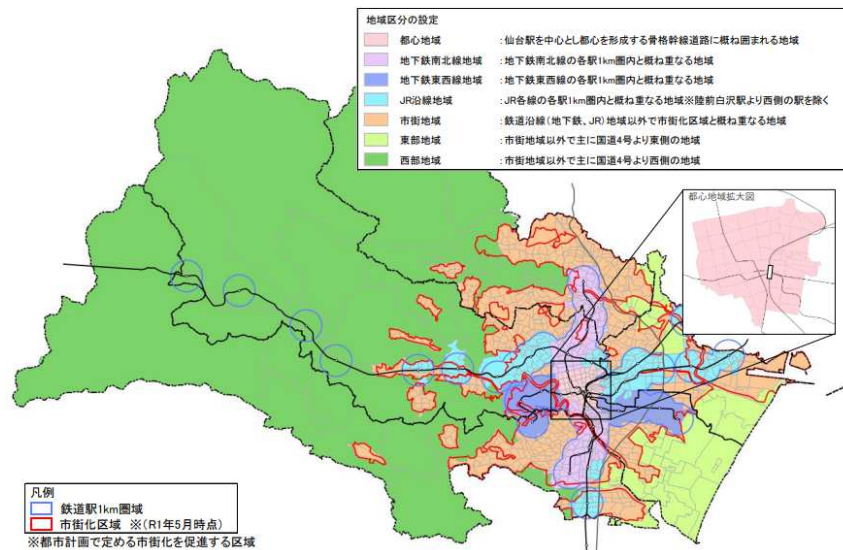 地域区分の設定
都心地域 :仙台駅を中心とし都心を形成する骨格幹線道路に概ね囲まれる地域
地下鉄南北線地域 :地下鉄南北線の各駅1km圏内と概ね重なる地域
地下鉄東西線地域 :地下鉄東西線の各駅1km圏内と概ね重なる地域
JR沿線地域 :JR各線の各駅1km圏内と概ね重なる地域※陸前白沢駅より西側の駅を除く
市街地域 :鉄道沿線(地下鉄、JR)地域以外で市街化区域と概ね重なる地域
東部地域 :市街地域以外で主に国道4号より東側の地域
西部地域 :市街地域以外で主に国道4号より西側の地域
都心地域拡大図
凡例
鉄道駅1km圏域
市街化区域 ※(R1年5月時点)
※都市計画で定める市街化を促進する区域